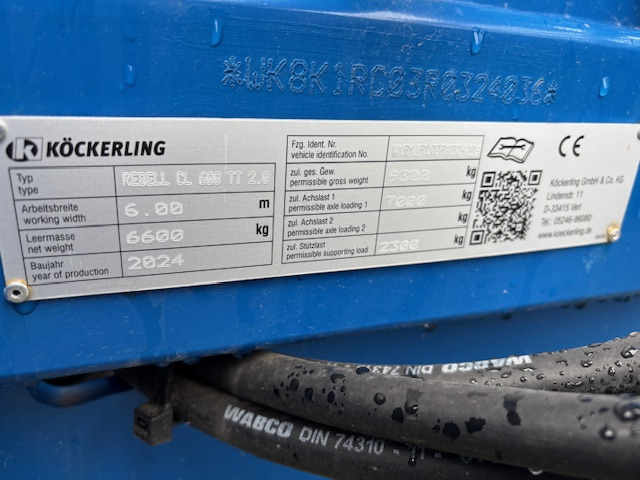 *WK8K1RC03R0324036*
KÖCKERLING
Typ
type
REBELL CL 600 TT 2.0
Arbeitsbreite
working width
6.00 m
Leermasse
net weight
6600 kg
Baujahr
year of production
2024
Fzg. Ident. Nr.
vehicle identification No.
zul. ges. Gew.
permissible gross weight
9300 kg
zul. Achslast 1
permissible axle loading 1
7000 kg
zul. Achslast 2
permissible axle loading 2
kg
zul. Stützlast
permissible supporting load
2300 kg
CE
Köckerling GmbH & Co. KG
Lindenstr. 11
D-33415 Verl
Tel.: 05246-96080
www.koeckerling.de
WABCO DIN 7431
WABCO DIN 74310